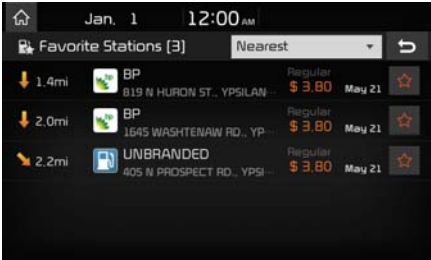 Jan. 1 12:00 AM
Favorite Stations [3] Nearest
1.4mi BP Regular
819 N HURON ST., YPSILAN... $ 3.80 May 21
2.0mi BP Regular
1645 WASHTENAW RD., YP... $ 3.80 May 21
2.2mi UNBRANDED Regular
405 N PROSPECT RD., YPSI... $ 3.80 May 21